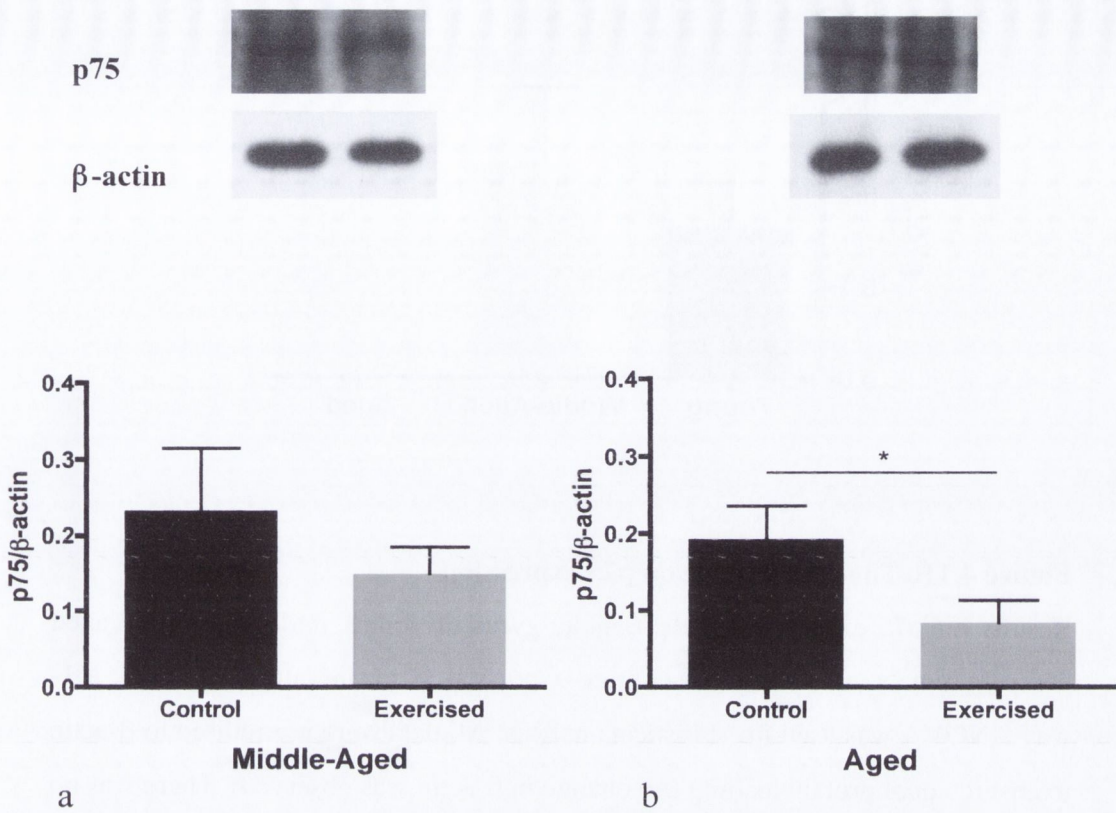 p75
β-actin
0.4
0.3
0.2
0.1
0.0
p75/β-actin
Control
Exercised
Middle-Aged
a
0.4
0.3
0.2
0.1
0.0
p75/β-actin
*
Control
Exercised
Aged
b